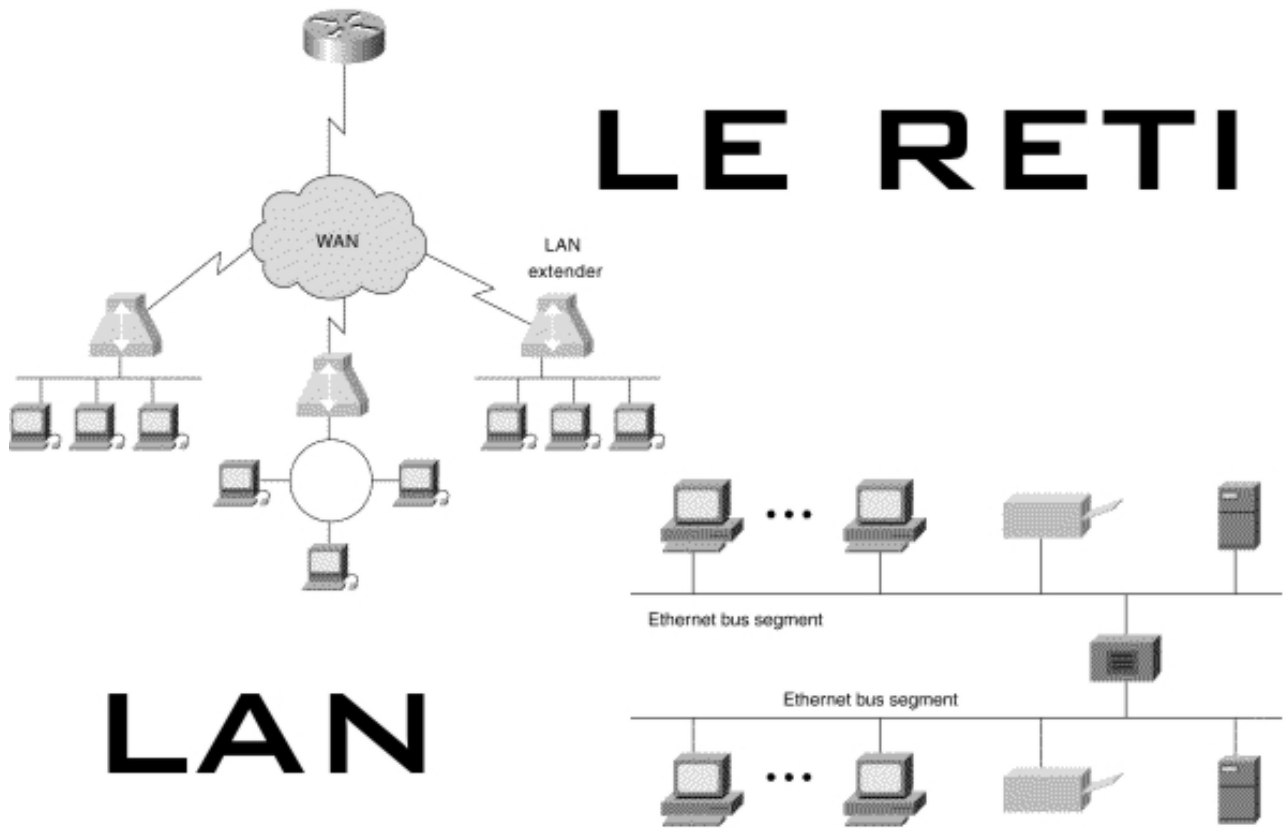 LE RETI
WAN
LAN
extender
Ethernet bus segment
Ethernet bus segment
LAN